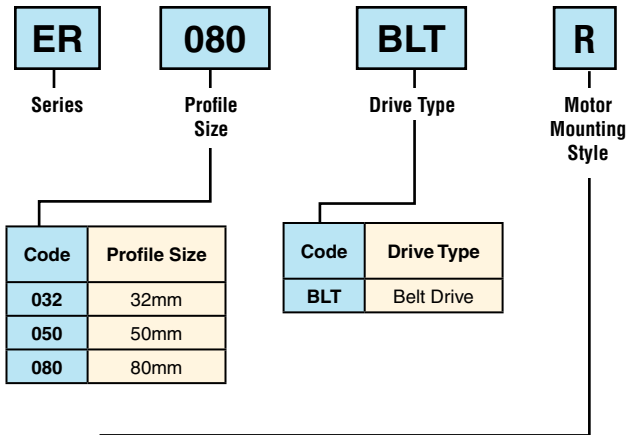 ER 080 BLT R
Series
Profile
Size
Drive Type
Motor
Mounting
Style
Code Profile Size
032 32mm
050 50mm
080 80mm
Code Drive Type
BLT Belt Drive